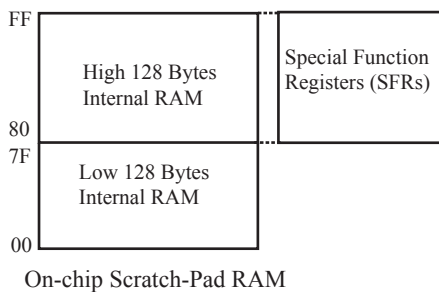 FF
High 128 Bytes
Internal RAM
Special Function
Registers (SFRs)
80
7F
Low 128 Bytes
Internal RAM
00
On-chip Scratch-Pad RAM